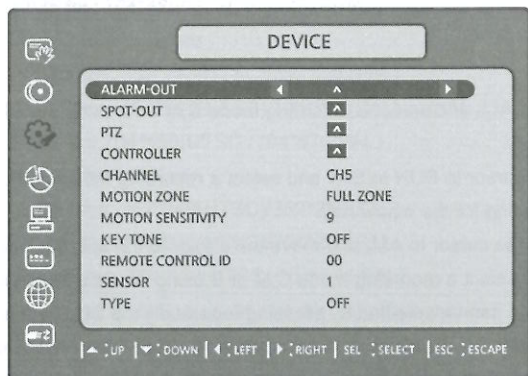 DEVICE
ALARM-OUT
SPOT-OUT
PTZ
CONTROLLER
CHANNEL CH5
MOTION ZONE FULL ZONE
MOTION SENSITIVITY 9
KEY TONE OFF
REMOTE CONTROL ID 00
SENSOR 1
TYPE OFF
▲ : UP ▼ : DOWN ◀ : LEFT ▶ : RIGHT SEL : SELECT ESC : ESCAPE